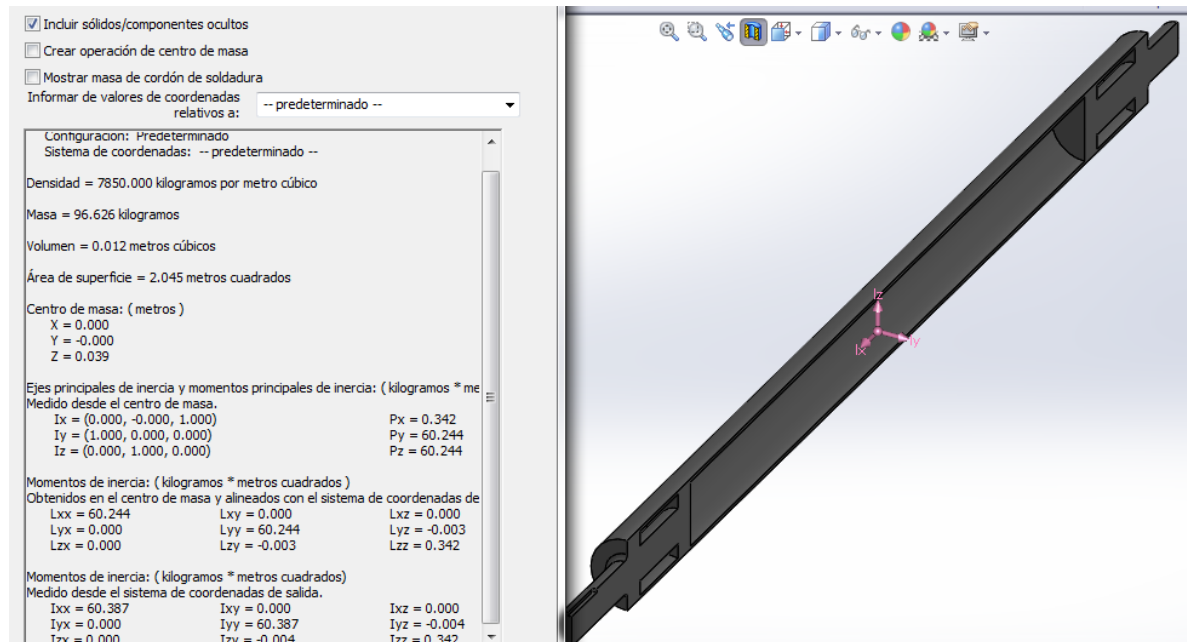 Incluir sólidos/componentes ocultos
Crear operación de centro de masa
Mostrar masa de cordón de soldadura
Informar de valores de coordenadas
relativos a:
-- predeterminado --
Configuración: Predeterminado
Sistema de coordenadas: -- predeterminado --
Densidad = 7850.000 kilogramos por metro cúbico
Masa = 96.626 kilogramos
Volumen = 0.012 metros cúbicos
Área de superficie = 2.045 metros cuadrados
Centro de masa: ( metros )
X = 0.000
Y = -0.000
Z = 0.039
Ejes principales de inercia y momentos principales de inercia: ( kilogramos * me
Medido desde el centro de masa.
Ix = (0.000, -0.000, 1.000) Px = 0.342
Iy = (1.000, 0.000, 0.000) Py = 60.244
Iz = (0.000, 1.000, 0.000) Pz = 60.244
Momentos de inercia: ( kilogramos * metros cuadrados )
Obtenidos en el centro de masa y alineados con el sistema de coordenadas de
Lxx = 60.244 Lxy = 0.000 Lxz = 0.000
Lyx = 0.000 Lyy = 60.244 Lyz = -0.003
Lzx = 0.000 Lzy = -0.003 Lzz = 0.342
Momentos de inercia: ( kilogramos * metros cuadrados)
Medido desde el sistema de coordenadas de salida.
Ixx = 60.387 Ixy = 0.000 Ixz = 0.000
Iyx = 0.000 Iyy = 60.387 Iyz = -0.004
Izx = 0.000 Izy = -0.004 Izz = 0.342
Iz
Ix
Iy